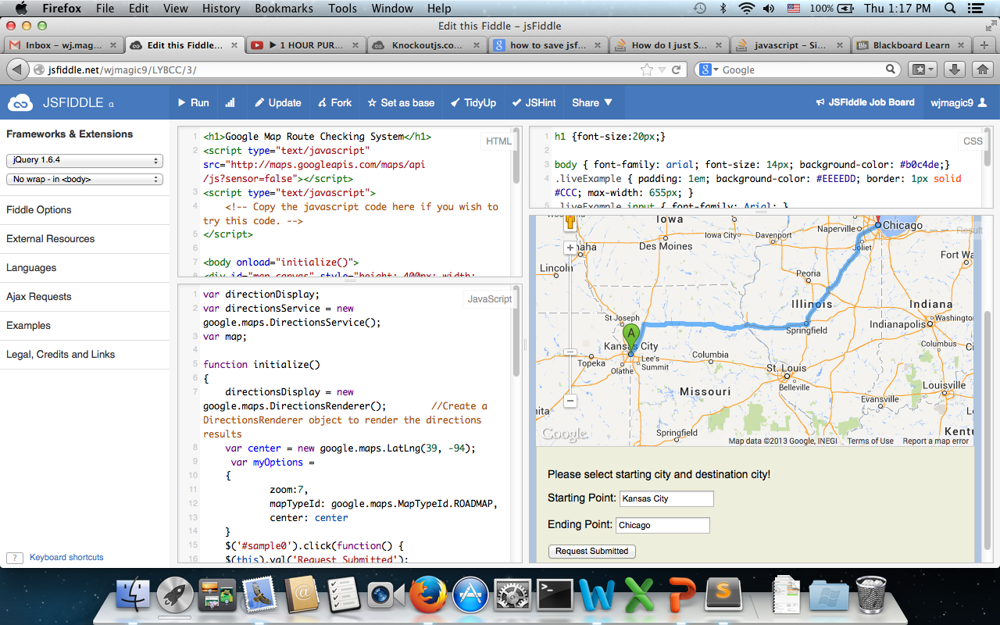 Firefox File Edit View History Bookmarks Tools Window Help 100% Thu 1:17 PM
Edit this Fiddle – jsFiddle
Inbox – wj.mag... Edit this Fiddle... ▶ 1 HOUR PUR... Knockoutjs.co... how to save jsf... How do I just S... javascript – Si... Bb Blackboard Learn
jsfiddle.net/wjmagic9/LYBCC/3/ Google
JSFIDDLE α Run Update Fork Set as base TidyUp JSHint Share JSFiddle Job Board wjmagic9
Frameworks & Extensions
jQuery 1.6.4
No wrap - in <body>
Fiddle Options
External Resources
Languages
Ajax Requests
Examples
Legal, Credits and Links
? Keyboard shortcuts
HTML
1 <h1>Google Map Route Checking System</h1>
2 <script type="text/javascript"
src="http://maps.googleapis.com/maps/api
/js?sensor=false"></script>
3 <script type="text/javascript">
4 <!-- Copy the javascript code here if you wish to
try this code. -->
5 </script>
6
7 <body onload="initialize()">
8 <div id="map_canvas" style="height: 400px; width:
JavaScript
1 var directionDisplay;
2 var directionsService = new
google.maps.DirectionsService();
3 var map;
4
5 function initialize()
6 {
7 directionsDisplay = new
google.maps.DirectionsRenderer(); //Create a
DirectionsRenderer object to render the directions
results
8 var center = new google.maps.LatLng(39, -94);
9 var myOptions =
10 {
11 zoom:7,
12 mapTypeId: google.maps.MapTypeId.ROADMAP,
13 center: center
14 }
15 $('#sample0').click(function() {
16 $(this).val('Request Submitted');
CSS
1 h1 {font-size:20px;}
2
3 body { font-family: arial; font-size: 14px; background-color: #b0c4de;}
4 .liveExample { padding: 1em; background-color: #EEEEDD; border: 1px solid
#CCC; max-width: 655px; }
5 .liveExample input { font-family: Arial; }
Result
Iowa
Iowa City
Davenport
Des Moines
Naperville
Chicago
Joliet
Lincoln
Fort Wa
Peoria
Illinois
Indiana
St Joseph
Springfield
Indianapolis
Washington
A
Kansas City
Columbus
Topeka
Lee's
Summit
Olathe
Columbia
Cincinnati
St. Louis
Belleville
Missouri
Louisville
Evansville
Springfield
Kentu
Google
Map data ©2013 Google, INEGI Terms of Use Report a map error
Please select starting city and destination city!
Starting Point: Kansas City
Ending Point: Chicago
Request Submitted